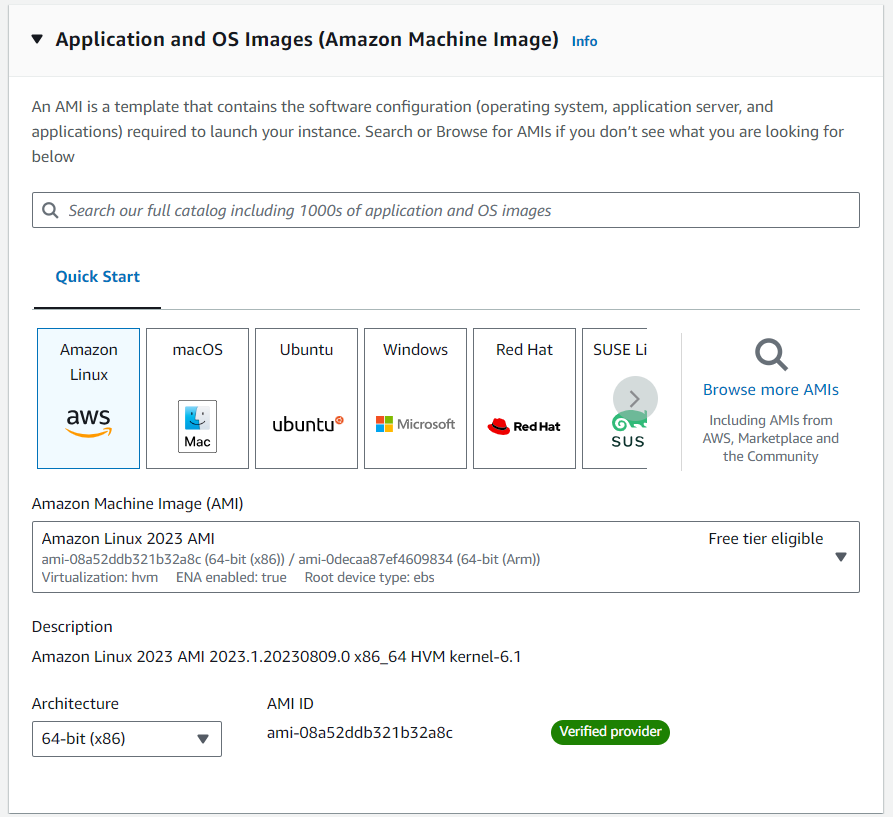 Application and OS Images (Amazon Machine Image) Info
An AMI is a template that contains the software configuration (operating system, application server, and
applications) required to launch your instance. Search or Browse for AMIs if you don't see what you are looking for
below
Search our full catalog including 1000s of application and OS images
Quick Start
Amazon
Linux
aws
macOS
Mac
Ubuntu
ubuntu
Windows
Microsoft
Red Hat
Red Hat
SUSE Li
SUS
Browse more AMIs
Including AMIs from
AWS, Marketplace and
the Community
Amazon Machine Image (AMI)
Amazon Linux 2023 AMI Free tier eligible
ami-08a52ddb321b32a8c (64-bit (x86)) / ami-0decaa87ef4609834 (64-bit (Arm))
Virtualization: hvm ENA enabled: true Root device type: ebs
Description
Amazon Linux 2023 AMI 2023.1.20230809.0 x86_64 HVM kernel-6.1
Architecture AMI ID
64-bit (x86) ami-08a52ddb321b32a8c Verified provider